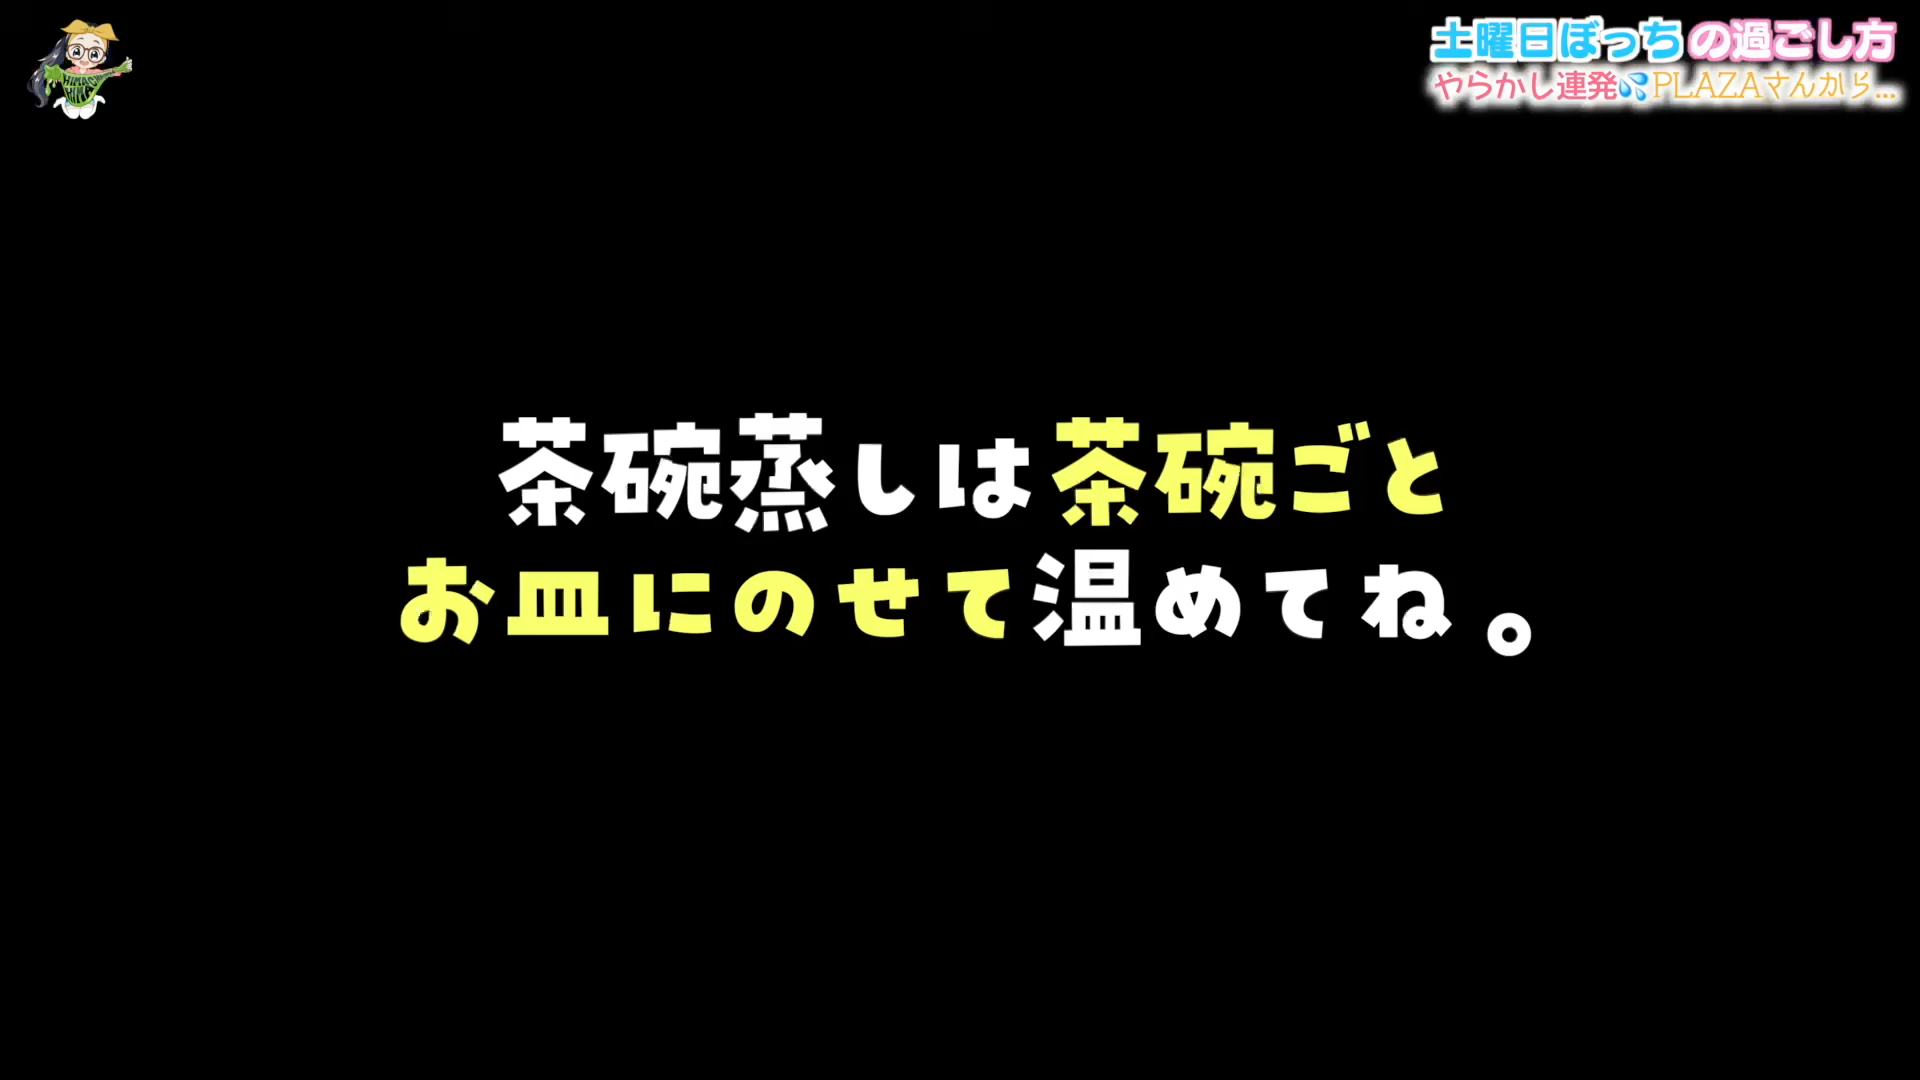 土曜日ぼっちの過ごし方
やらかし連発💦PLAZAさんから...
茶碗蒸しは茶碗ごと
お皿にのせて温めてね。